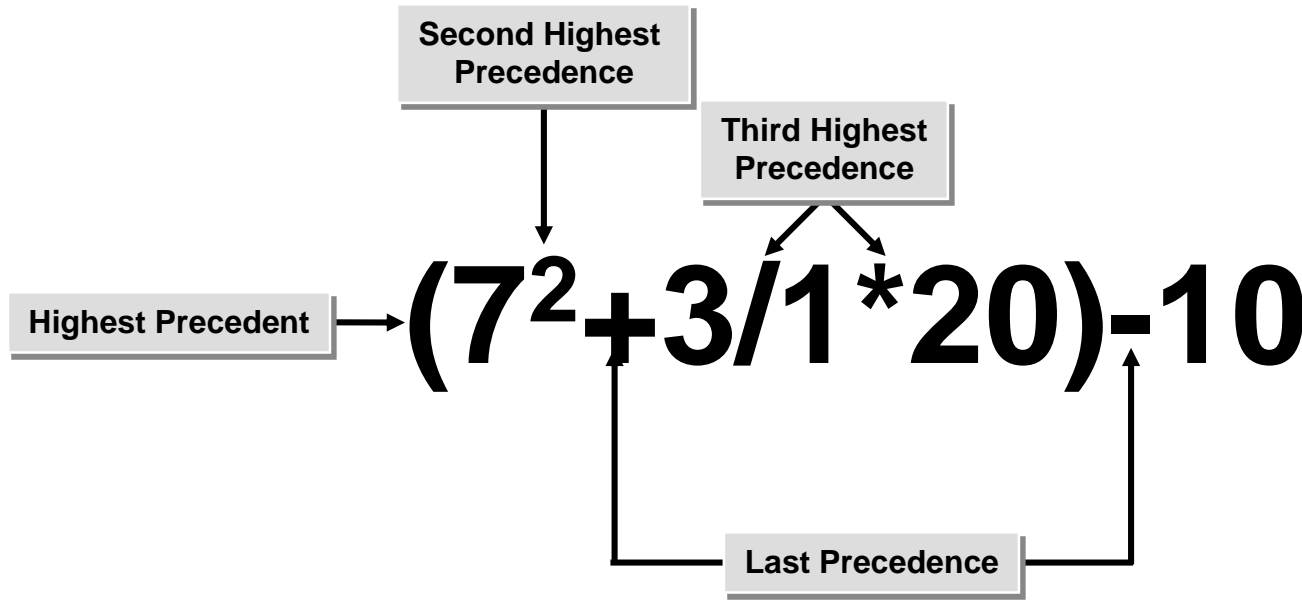 Second Highest
Precedence
Third Highest
Precedence
Highest Precedent
(7²+3/1*20)-10
Last Precedence